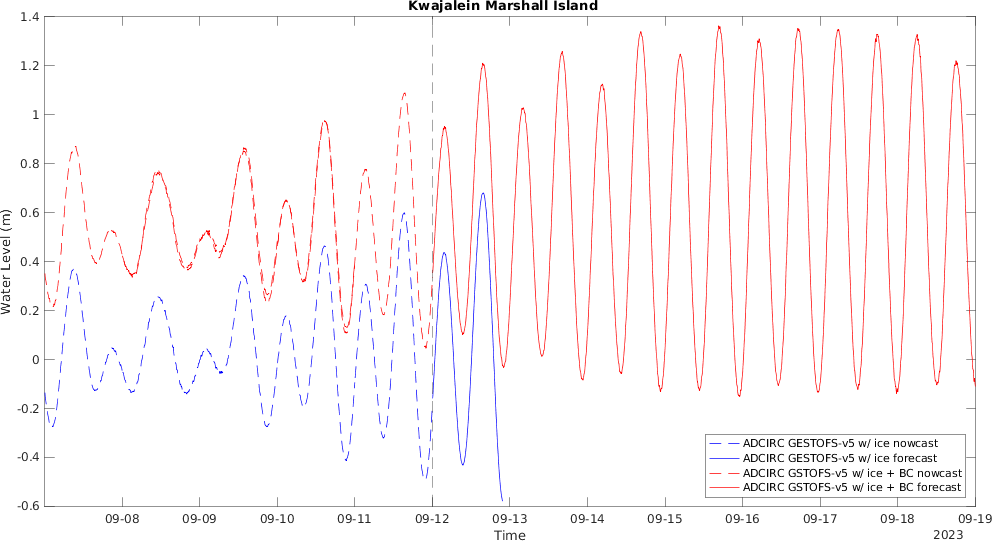 Kwajalein Marshall Island
Water Level (m)
1.4
1.2
1
0.8
0.6
0.4
0.2
0
-0.2
-0.4
-0.6
ADCIRC GESTOFS-v5 w/ ice nowcast
ADCIRC GESTOFS-v5 w/ ice forecast
ADCIRC GSTOFS-v5 w/ ice + BC nowcast
ADCIRC GSTOFS-v5 w/ ice + BC forecast
09-08 09-09 09-10 09-11 09-12 09-13 09-14 09-15 09-16 09-17 09-18 09-19
Time
2023